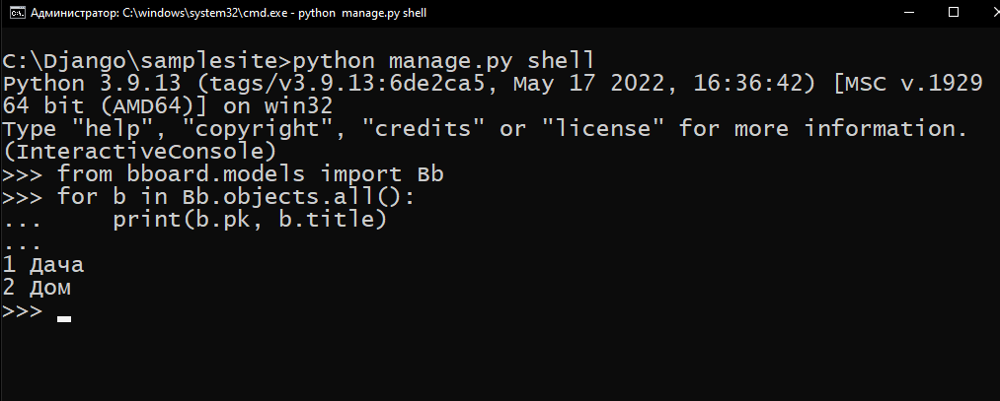 Администратор: C:\windows\system32\cmd.exe - python  manage.py shell
C:\Django\samplesite>python manage.py shell
Python 3.9.13 (tags/v3.9.13:6de2ca5, May 17 2022, 16:36:42) [MSC v.1929
64 bit (AMD64)] on win32
Type "help", "copyright", "credits" or "license" for more information.
(InteractiveConsole)
>>> from bboard.models import Bb
>>> for b in Bb.objects.all():
...     print(b.pk, b.title)
...
1 Дача
2 Дом
>>>